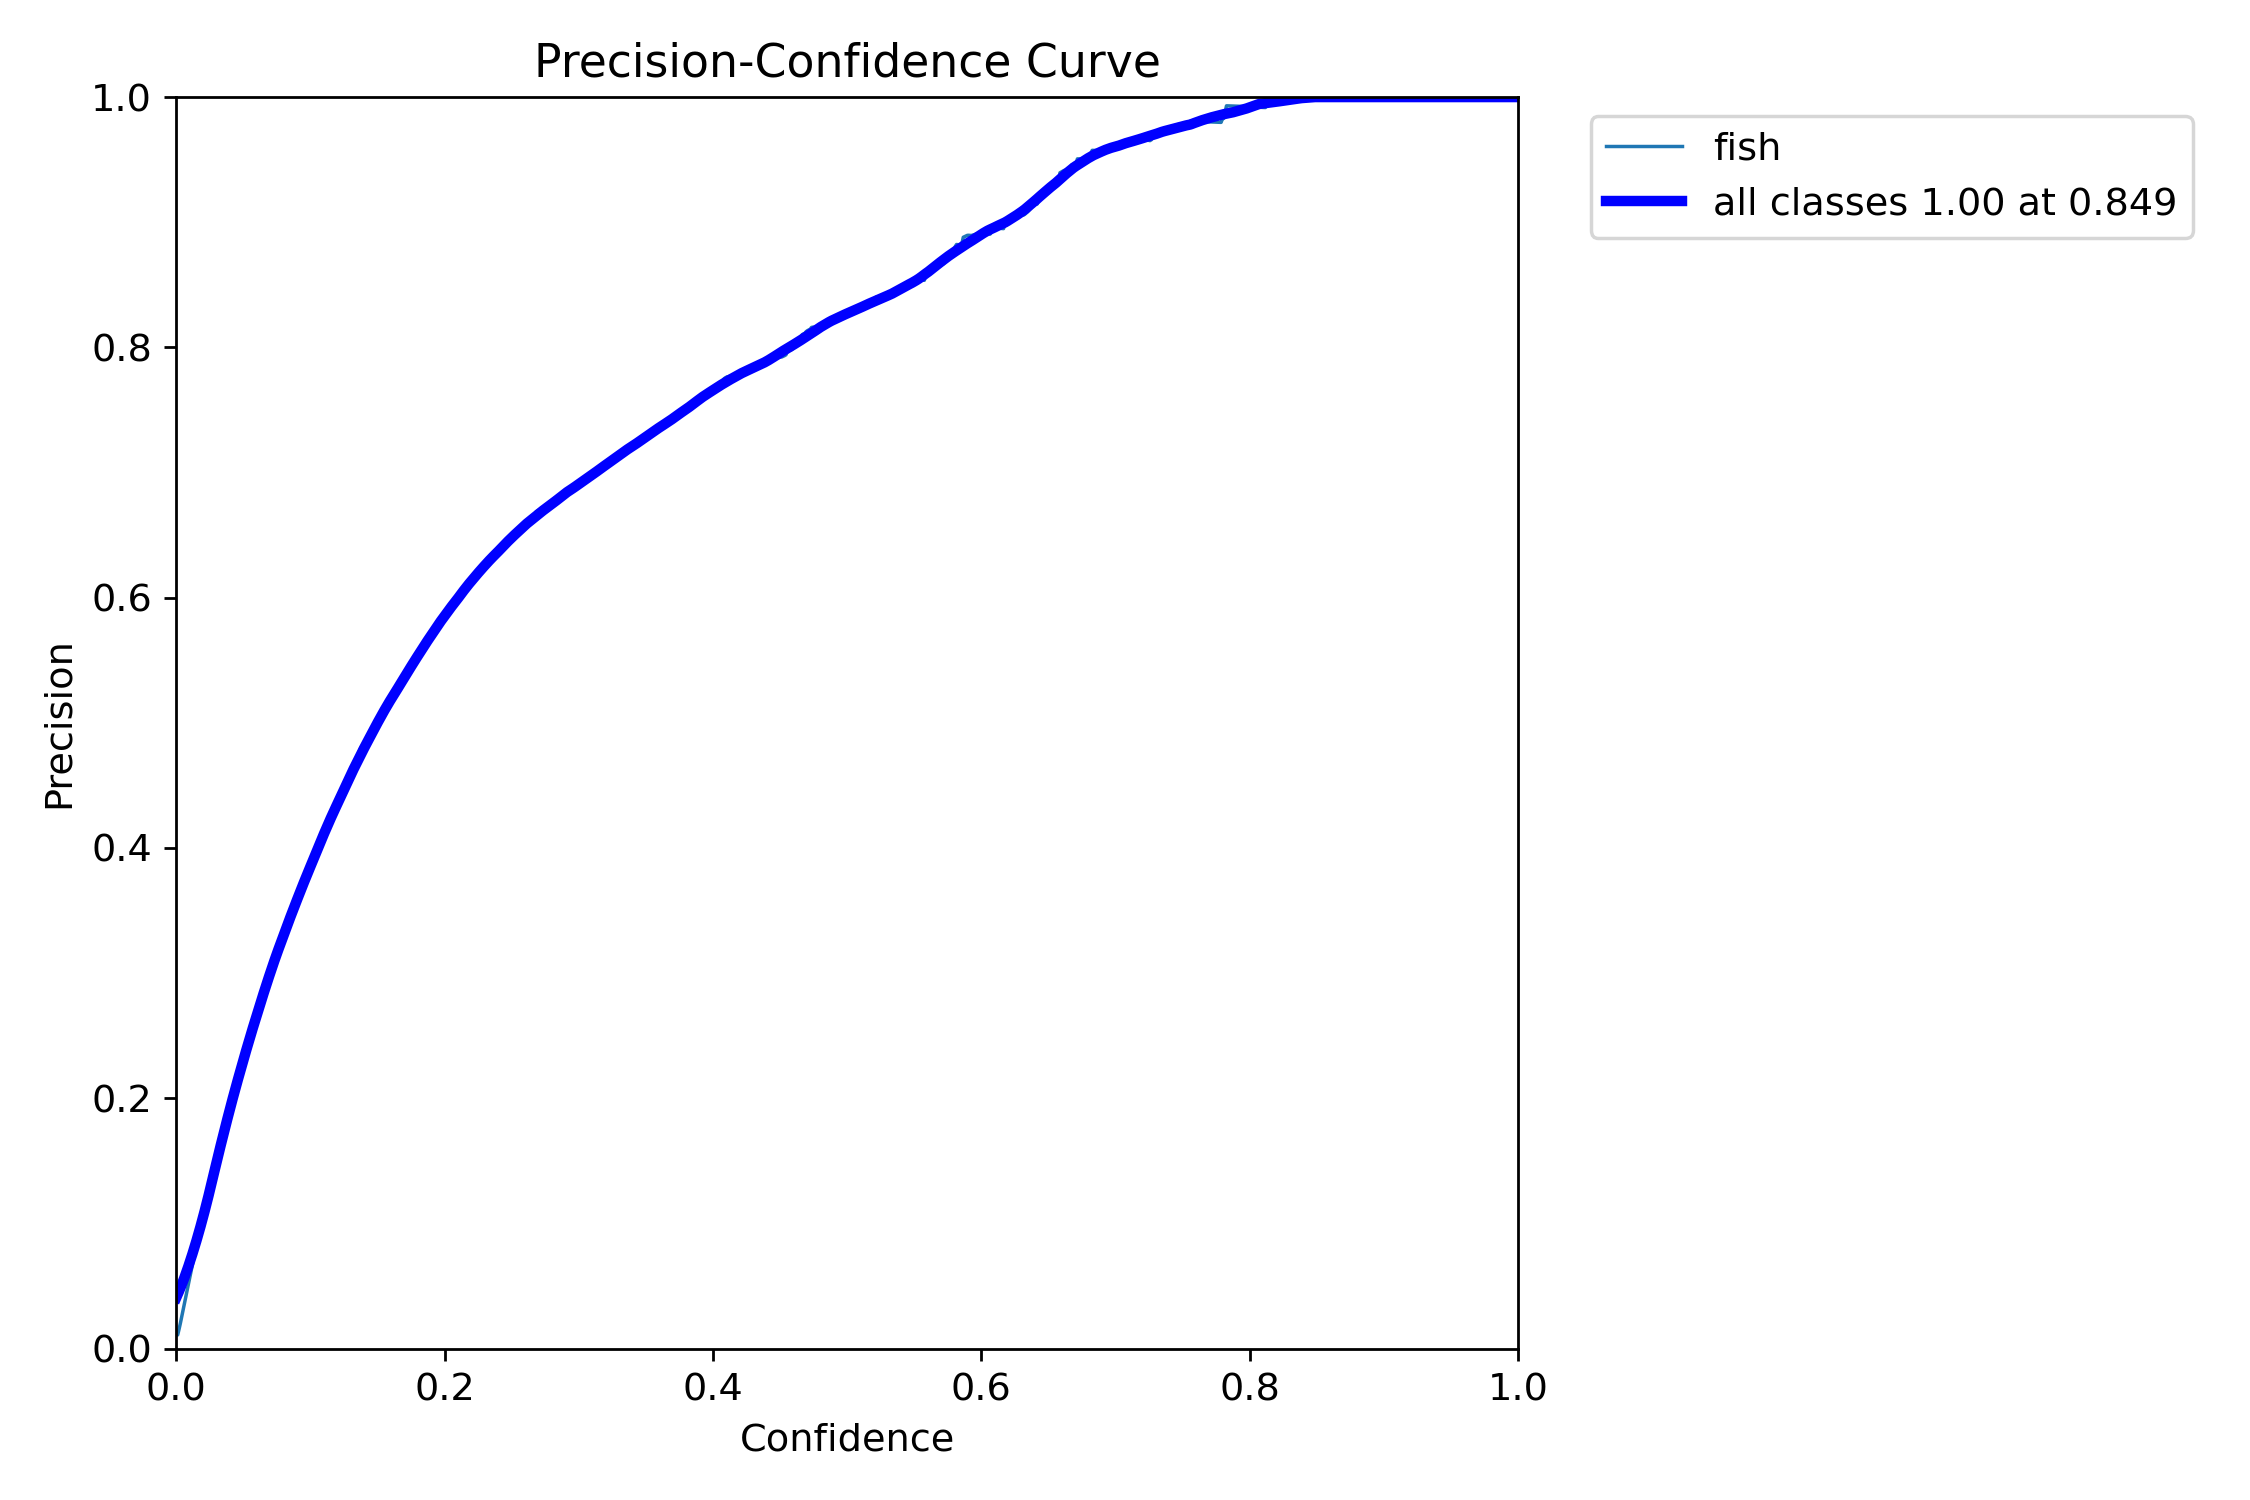 Precision-Confidence Curve
1.0
0.8
0.6
0.4
0.2
0.0
Precision
0.0 0.2 0.4 0.6 0.8 1.0
Confidence
fish
all classes 1.00 at 0.849